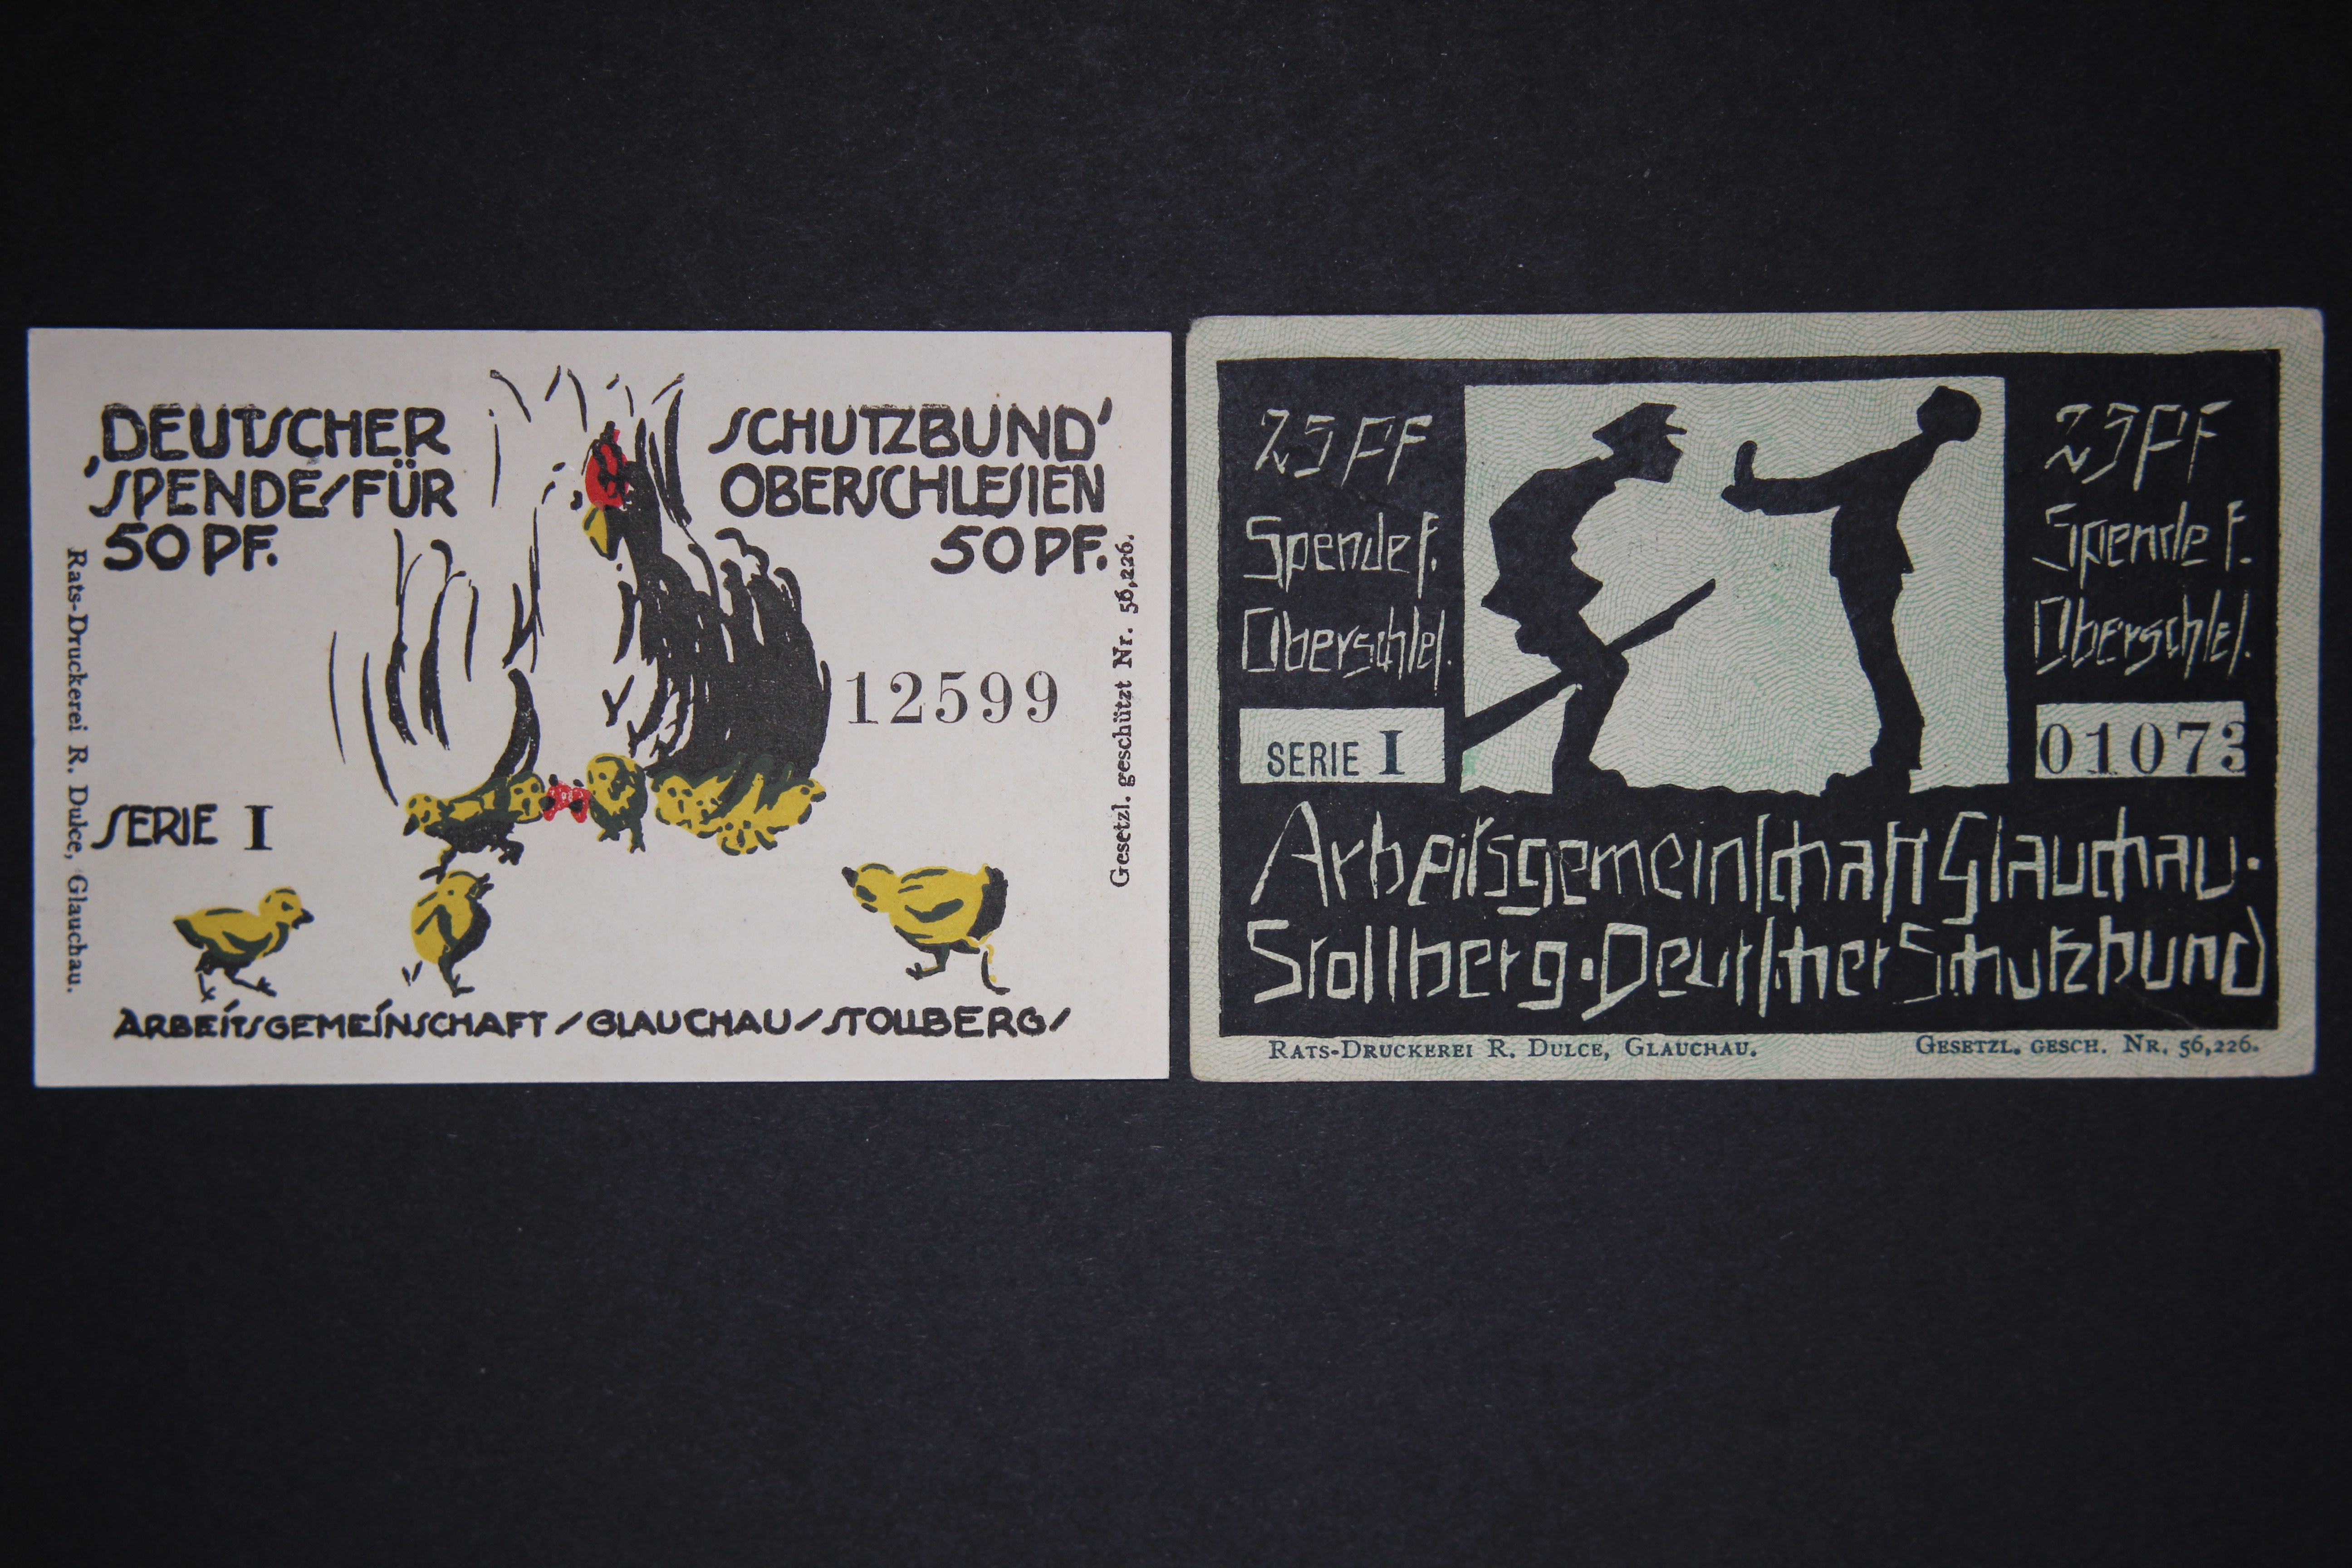 DEUTSCHER SCHUTZBUND'
'SPENDE/FÜR OBERSCHLESIEN
50 PF. 50 PF.
12599
SERIE I
ARBEITSGEMEINSCHAFT / GLAUCHAU / STOLLBERG /
Rats-Druckerei R. Dulce, Glauchau.
Gesetzl. geschützt Nr. 56,226.
25 PF 25 PF
Spende f. Spende f.
Oberschles. Oberschles.
SERIE I 01073
Arbeitsgemeinschaft Glauchau.
Stollberg • Deutscher Schutzbund
RATS-DRUCKEREI R. DULCE, GLAUCHAU. GESETZL. GESCH. NR. 56,226.